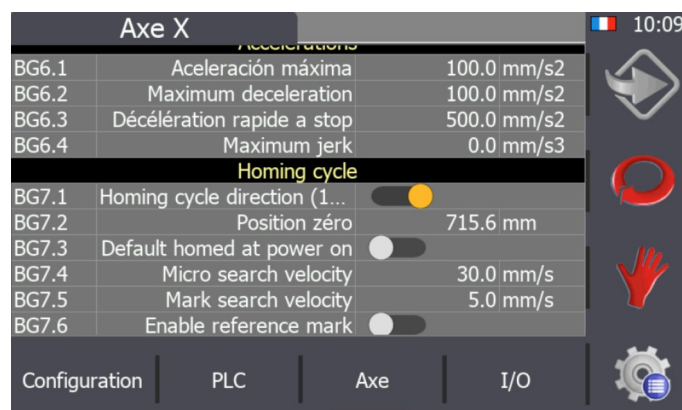 Axe X
10:09
Accelerations
BG6.1 Aceleración máxima 100.0 mm/s2
BG6.2 Maximum deceleration 100.0 mm/s2
BG6.3 Décélération rapide a stop 500.0 mm/s2
BG6.4 Maximum jerk 0.0 mm/s3
Homing cycle
BG7.1 Homing cycle direction (1...
BG7.2 Position zéro 715.6 mm
BG7.3 Default homed at power on
BG7.4 Micro search velocity 30.0 mm/s
BG7.5 Mark search velocity 5.0 mm/s
BG7.6 Enable reference mark
Configuration PLC Axe I/O